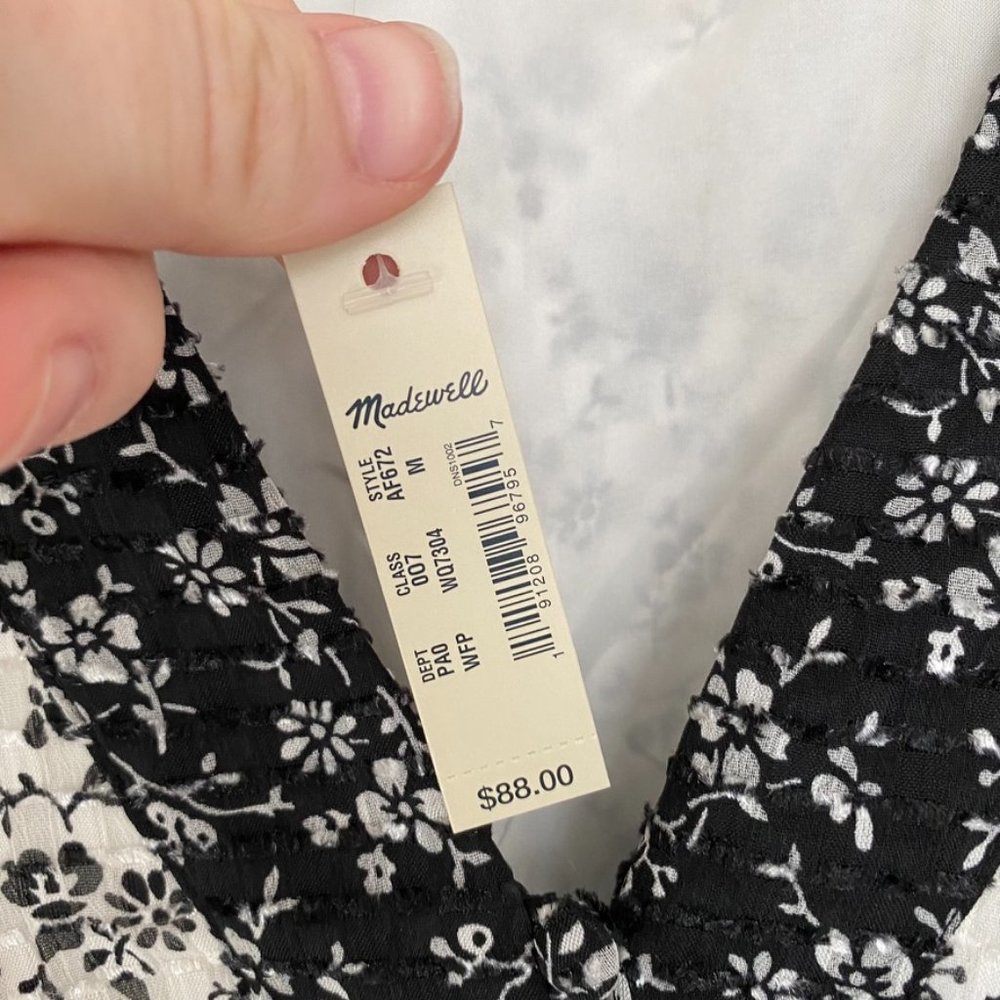 Madewell
DEPT CLASS STYLE
PA0 007 AF672
WFP WQ7304 M
DNS1002
1 91208 96795 7
$88.00